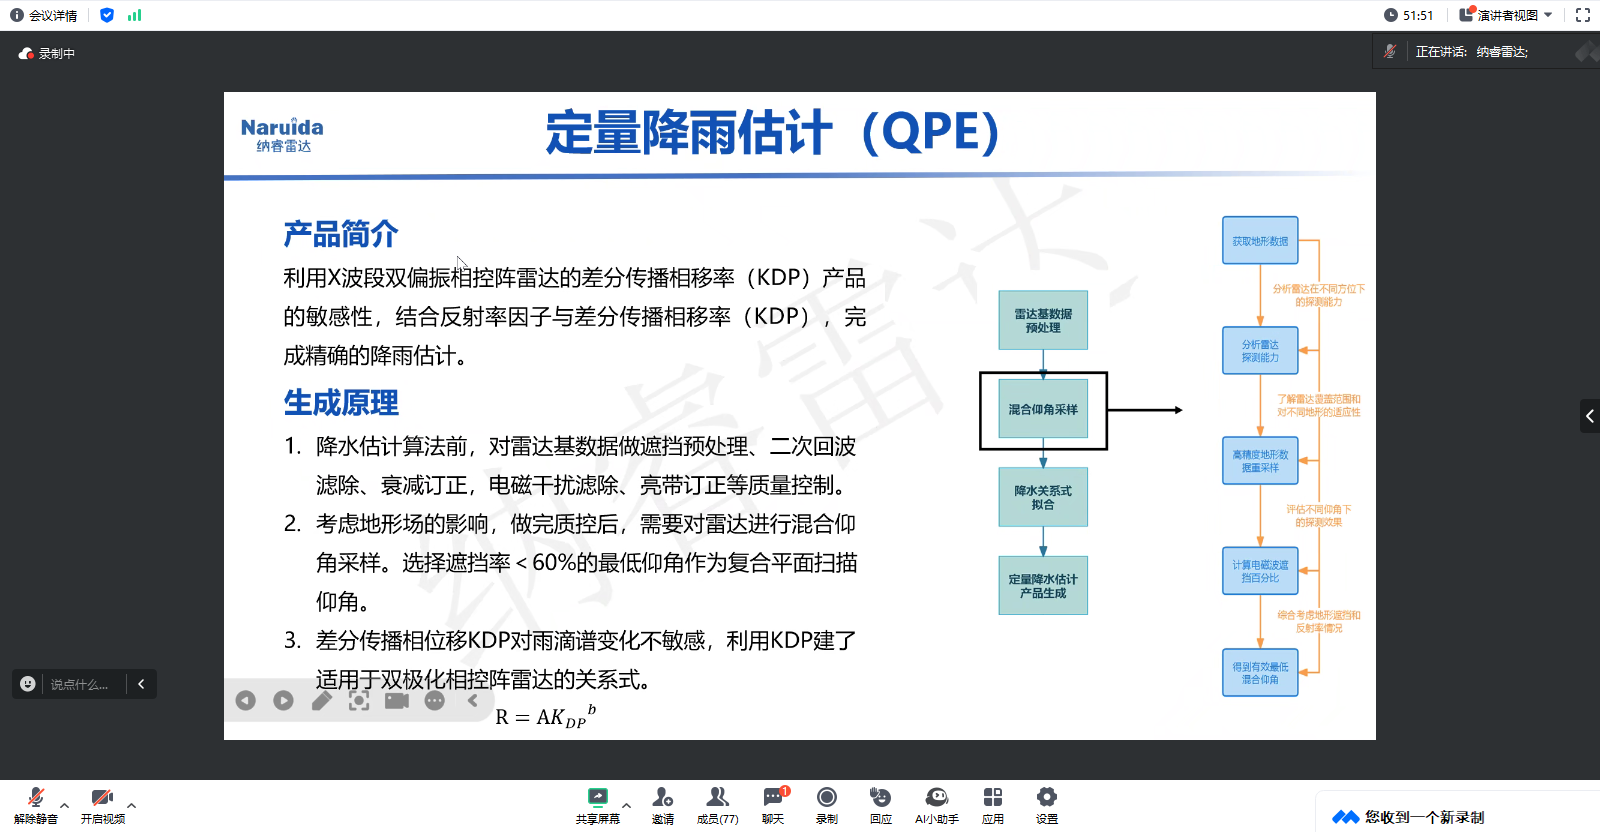 会议详情
51:51
演讲者视图
录制中
正在讲话: 纳睿雷达;
Naruida
纳睿雷达
定量降雨估计（QPE）
产品简介
利用X波段双偏振相控阵雷达的差分传播相移率（KDP）产品
的敏感性，结合反射率因子与差分传播相移率（KDP），完
成精确的降雨估计。
生成原理
1. 降水估计算法前，对雷达基数据做遮挡预处理、二次回波
滤除、衰减订正，电磁干扰滤除、亮带订正等质量控制。
2. 考虑地形场的影响，做完质控后，需要对雷达进行混合仰
角采样。选择遮挡率＜60%的最低仰角作为复合平面扫描
仰角。
3. 差分传播相位移KDP对雨滴谱变化不敏感，利用KDP建了
适用于双极化相控阵雷达的关系式。
R = AK_{DP}^{b}
雷达基数据
预处理
混合仰角采样
降水关系式
拟合
定量降水估计
产品生成
获取地形数据
分析雷达在不同方位下
的探测能力
分析雷达
探测能力
了解雷达覆盖范围和
对不同地形的适应性
高精度地形数
据重采样
评估不同仰角下
的探测效果
计算电磁波遮
挡百分比
综合考虑地形遮挡和
反射率情况
得到有效最低
混合仰角
纳睿雷达
说点什么...
解除静音
开启视频
共享屏幕
邀请
成员(77)
聊天
1
录制
回应
AI小助手
应用
设置
您收到一个新录制